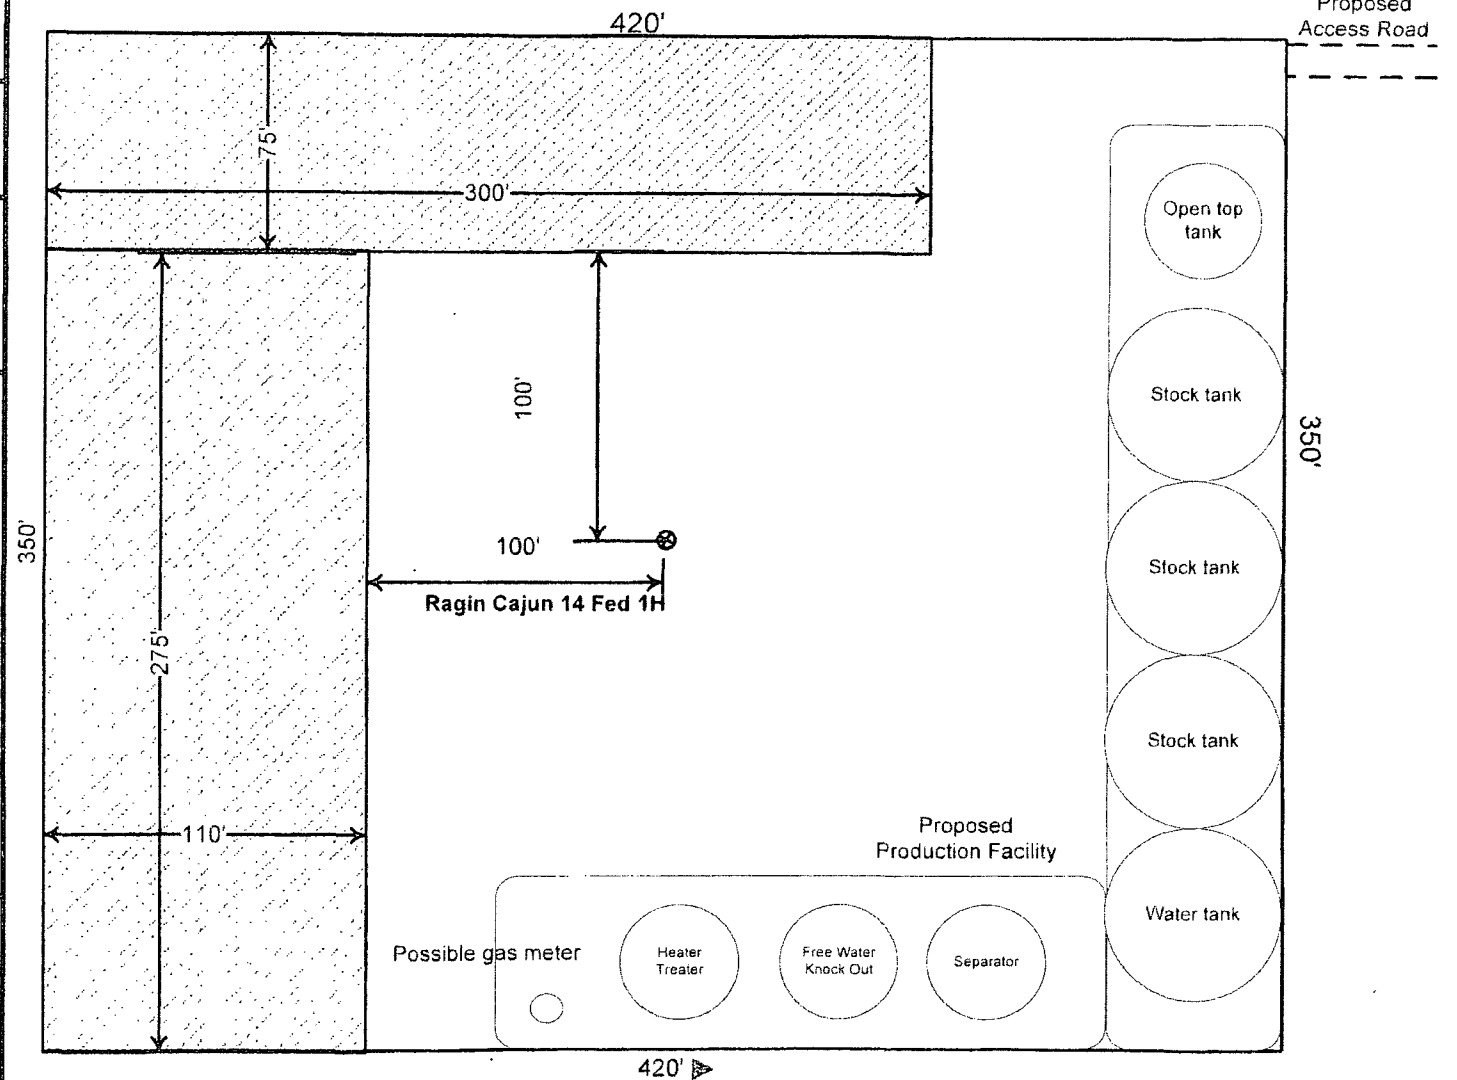 Proposed
Access Road
420'
75'
300'
Open top
tank
Stock tank
100'
350'
350'
100'
Stock tank
Ragin Cajun 14 Fed 1H
275'
Stock tank
110'
Proposed
Production Facility
Water tank
Possible gas meter
Heater
Treater
Free Water
Knock Out
Separator
420'